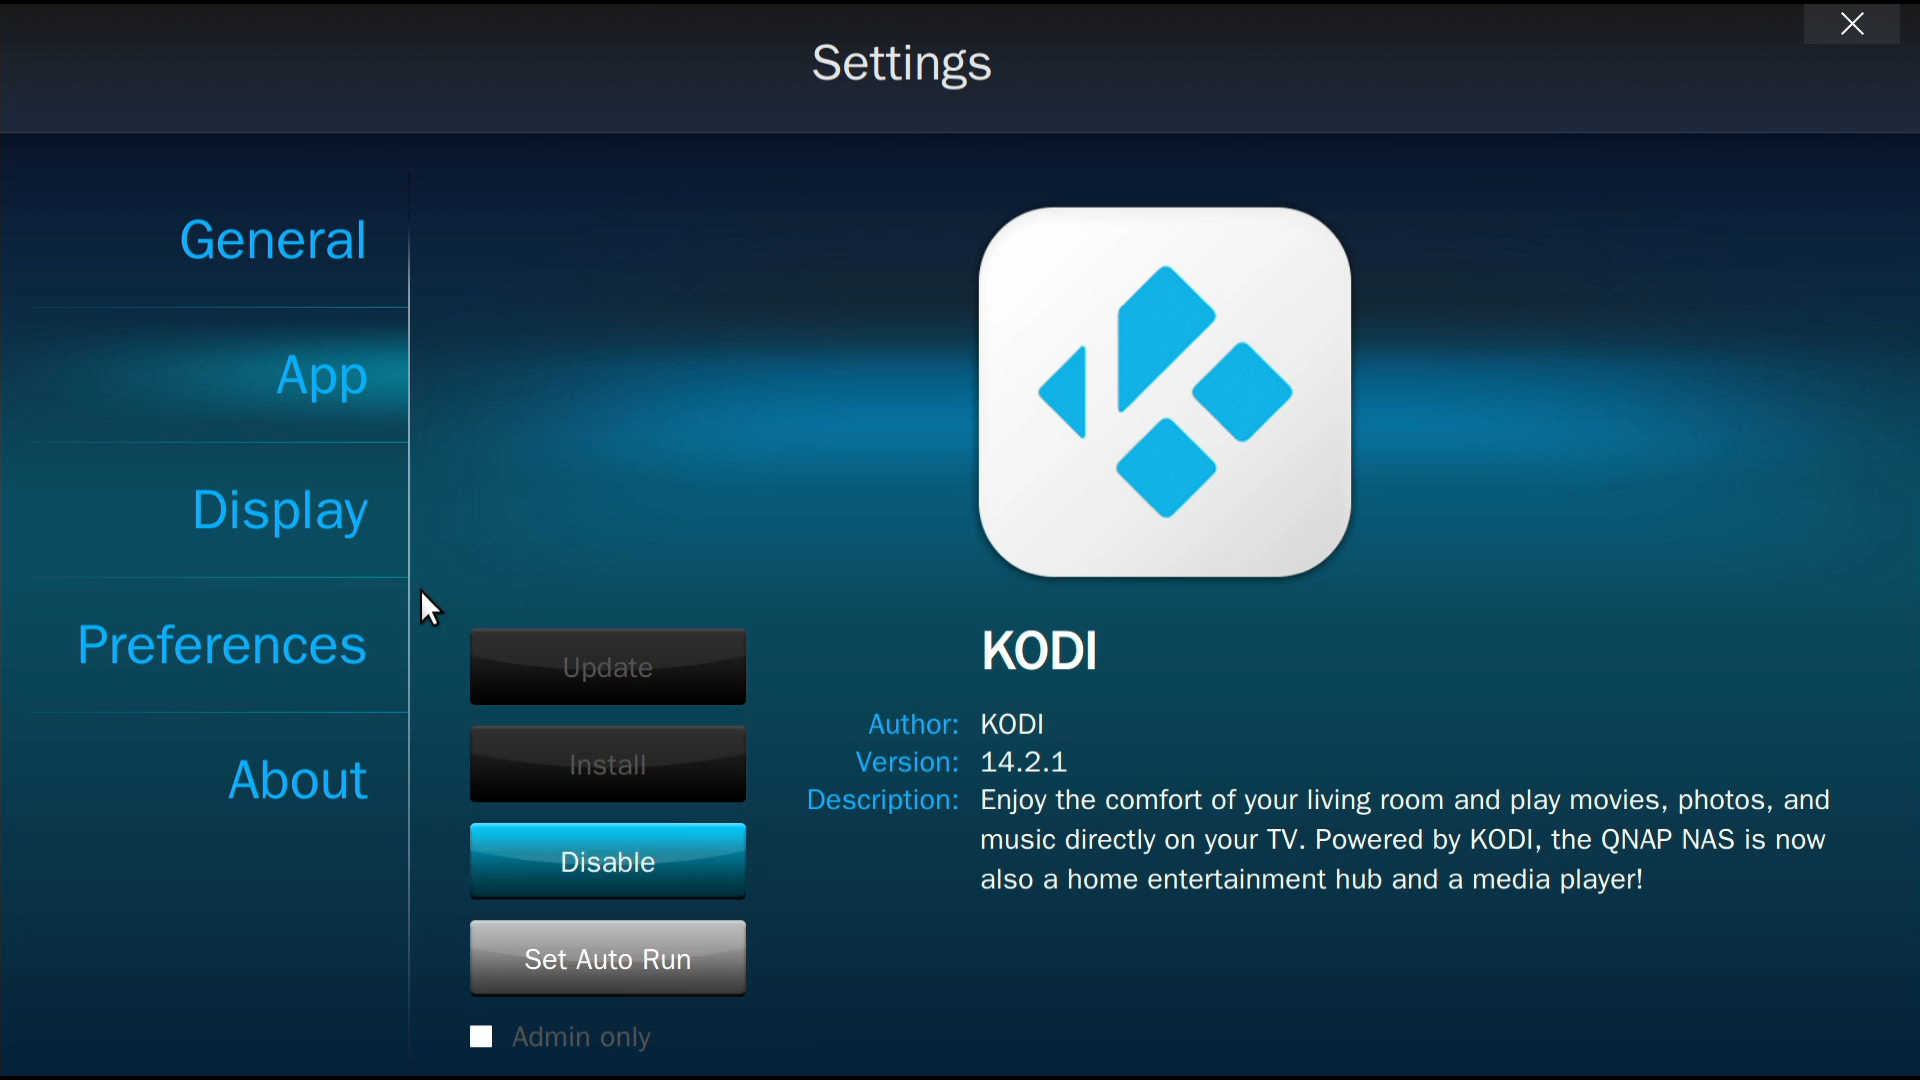 Settings
General
App
Display
Preferences
About
Update
Install
Disable
Set Auto Run
Admin only
KODI
Author: KODI
Version: 14.2.1
Description: Enjoy the comfort of your living room and play movies, photos, and
music directly on your TV. Powered by KODI, the QNAP NAS is now
also a home entertainment hub and a media player!